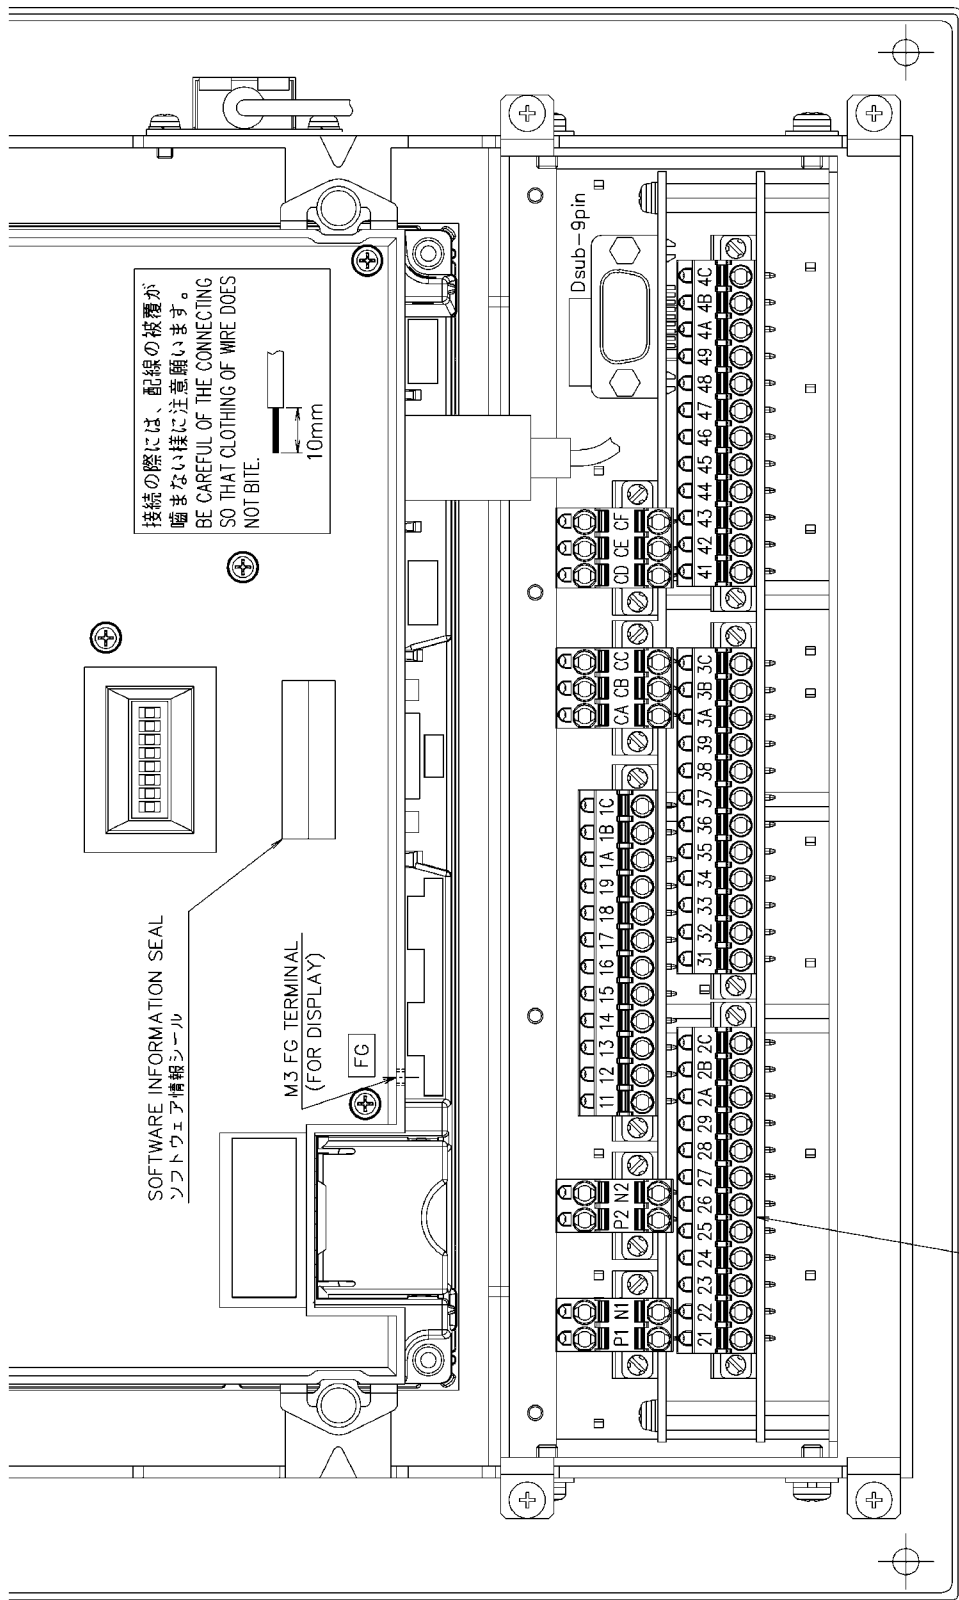 接続の際には、配線の被覆が
噛まない様に注意願います。
BE CAREFUL OF THE CONNECTING
SO THAT CLOTHING OF WIRE DOES
NOT BITE.
10mm
SOFTWARE INFORMATION SEAL
ソフトウェア情報シール
M3 FG TERMINAL
(FOR DISPLAY)
FG
Dsub-9pin
P1 N1
P2 N2
11 12 13 14 15 16 17 18 19 1A 1B 1C
CA CB CC
CD CE CF
21 22 23 24 25 26 27 28 29 2A 2B 2C
31 32 33 34 35 36 37 38 39 3A 3B 3C
41 42 43 44 45 46 47 48 49 4A 4B 4C